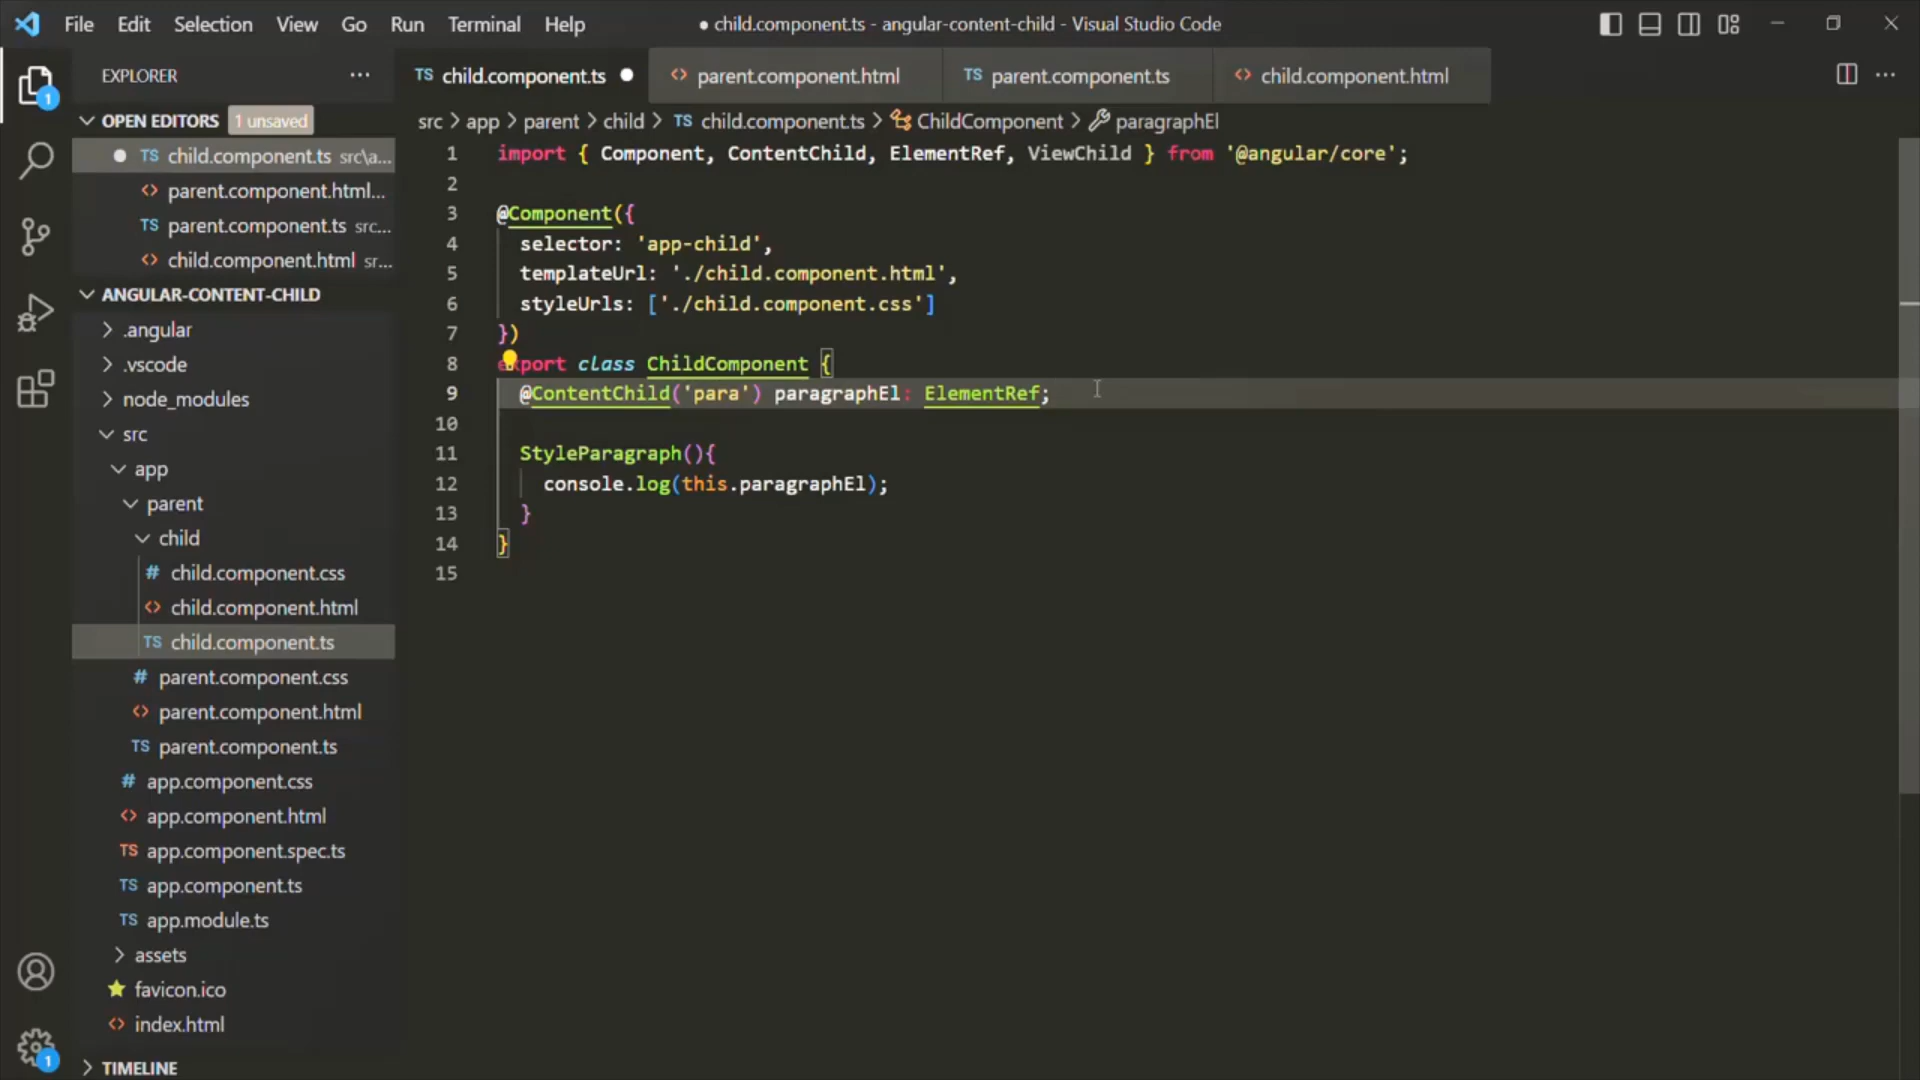 File Edit Selection View Go Run Terminal Help ● child.component.ts - angular-content-child - Visual Studio Code
EXPLORER ···
TS child.component.ts ● <> parent.component.html TS parent.component.ts <> child.component.html ···
1
OPEN EDITORS 1 unsaved
● TS child.component.ts src\a...
<> parent.component.html...
TS parent.component.ts src...
<> child.component.html sr...
ANGULAR-CONTENT-CHILD
.angular
.vscode
node_modules
src
app
parent
child
# child.component.css
<> child.component.html
TS child.component.ts
# parent.component.css
<> parent.component.html
TS parent.component.ts
# app.component.css
<> app.component.html
TS app.component.spec.ts
TS app.component.ts
TS app.module.ts
assets
favicon.ico
<> index.html
1
TIMELINE
src > app > parent > child > TS child.component.ts > ChildComponent > paragraphEl
1 import { Component, ContentChild, ElementRef, ViewChild } from '@angular/core';
2
3 @Component({
4 selector: 'app-child',
5 templateUrl: './child.component.html',
6 styleUrls: ['./child.component.css']
7 })
8 export class ChildComponent {
9 @ContentChild('para') paragraphEl: ElementRef;
10
11 StyleParagraph(){
12 console.log(this.paragraphEl);
13 }
14 }
15